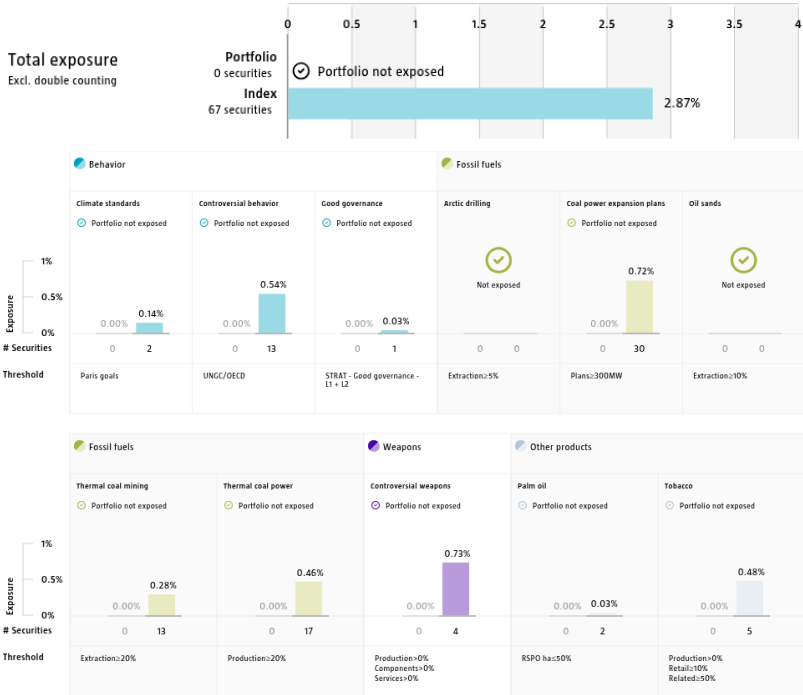 0 0.5 1 1.5 2 2.5 3 3.5 4
Total exposure
Excl. double counting
Portfolio
0 securities
Portfolio not exposed
Index
67 securities
2.87%
Behavior
Fossil fuels
Climate standards
Controversial behavior
Good governance
Arctic drilling
Coal power expansion plans
Oil sands
Portfolio not exposed
Portfolio not exposed
Portfolio not exposed
Portfolio not exposed
Not exposed
Not exposed
Exposure
1%
0.5%
0%
0.00% 0.14%
0.00% 0.54%
0.00% 0.03%
0.00% 0.72%
# Securities
0 2
0 13
0 1
0 0
0 30
0 0
Threshold
Paris goals
UNGC/OECD
STRAT - Good governance -
L1 + L2
Extraction≥5%
Plans≥300MW
Extraction≥10%
Fossil fuels
Weapons
Other products
Thermal coal mining
Thermal coal power
Controversial weapons
Palm oil
Tobacco
Portfolio not exposed
Portfolio not exposed
Portfolio not exposed
Portfolio not exposed
Portfolio not exposed
Exposure
1%
0.5%
0%
0.00% 0.28%
0.00% 0.46%
0.00% 0.73%
0.00% 0.03%
0.00% 0.48%
# Securities
0 13
0 17
0 4
0 2
0 5
Threshold
Extraction≥20%
Production≥20%
Production>0%
Components>0%
Services>0%
RSPO ha≤50%
Production>0%
Retail≥10%
Related≥50%